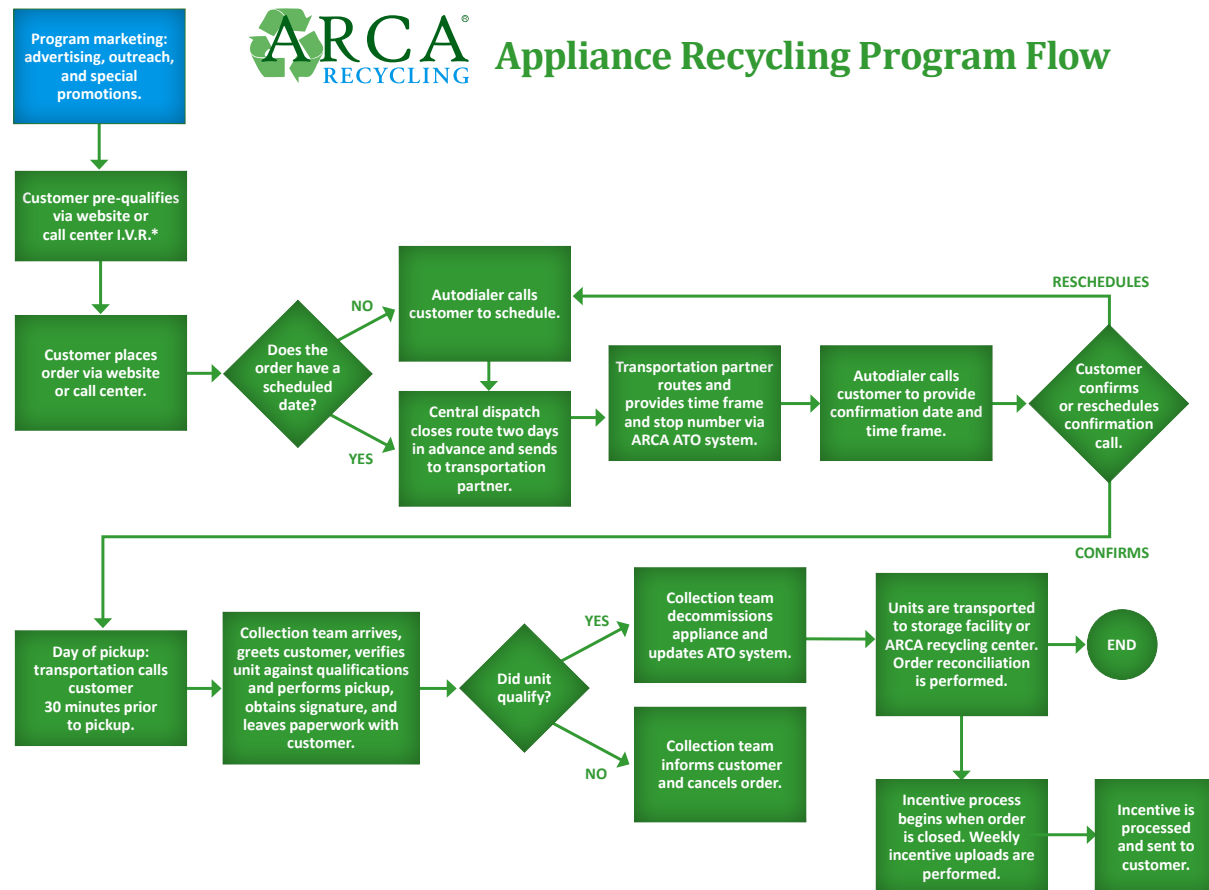 Program marketing:
advertising, outreach,
and special
promotions.
ARCA®
RECYCLING
Appliance Recycling Program Flow
Customer pre-qualifies
via website or
call center I.V.R.*
Customer places
order via website
or call center.
Does the
order have a
scheduled
date?
NO
YES
Autodialer calls
customer to schedule.
Central dispatch
closes route two days
in advance and sends
to transportation
partner.
Transportation partner
routes and
provides time frame
and stop number via
ARCA ATO system.
Autodialer calls
customer to provide
confirmation date and
time frame.
RESCHEDULES
Customer
confirms
or reschedules
confirmation
call.
CONFIRMS
Day of pickup:
transportation calls
customer
30 minutes prior
to pickup.
Collection team arrives,
greets customer, verifies
unit against qualifications
and performs pickup,
obtains signature, and
leaves paperwork with
customer.
Did unit
qualify?
YES
NO
Collection team
decommissions
appliance and
updates ATO system.
Collection team
informs customer
and cancels order.
Units are transported
to storage facility or
ARCA recycling center.
Order reconciliation
is performed.
END
Incentive process
begins when order
is closed. Weekly
incentive uploads are
performed.
Incentive is
processed
and sent to
customer.